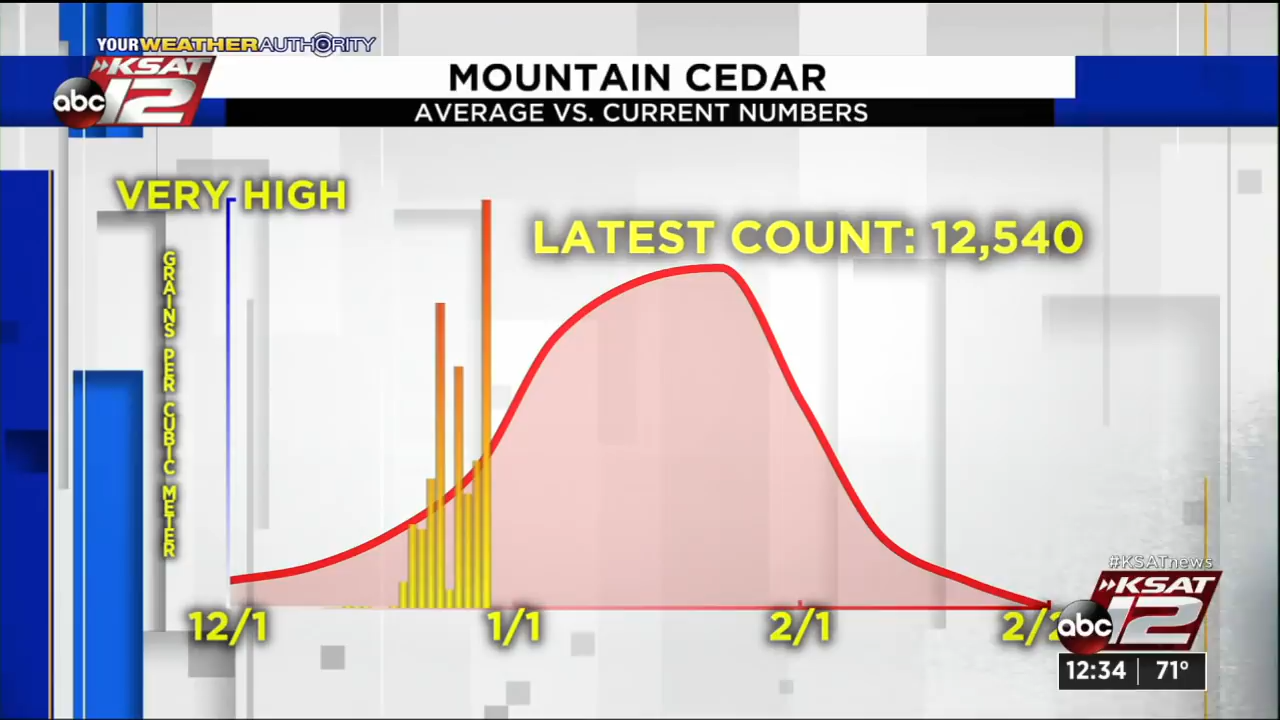 YOURWEATHERAUTHORITY
KSAT
abc 12
MOUNTAIN CEDAR
AVERAGE VS. CURRENT NUMBERS
VERY HIGH
LATEST COUNT: 12,540
GRAINS PER CUBIC METER
12/1
1/1
2/1
#KSATnews
KSAT
abc 12
12:34
71°